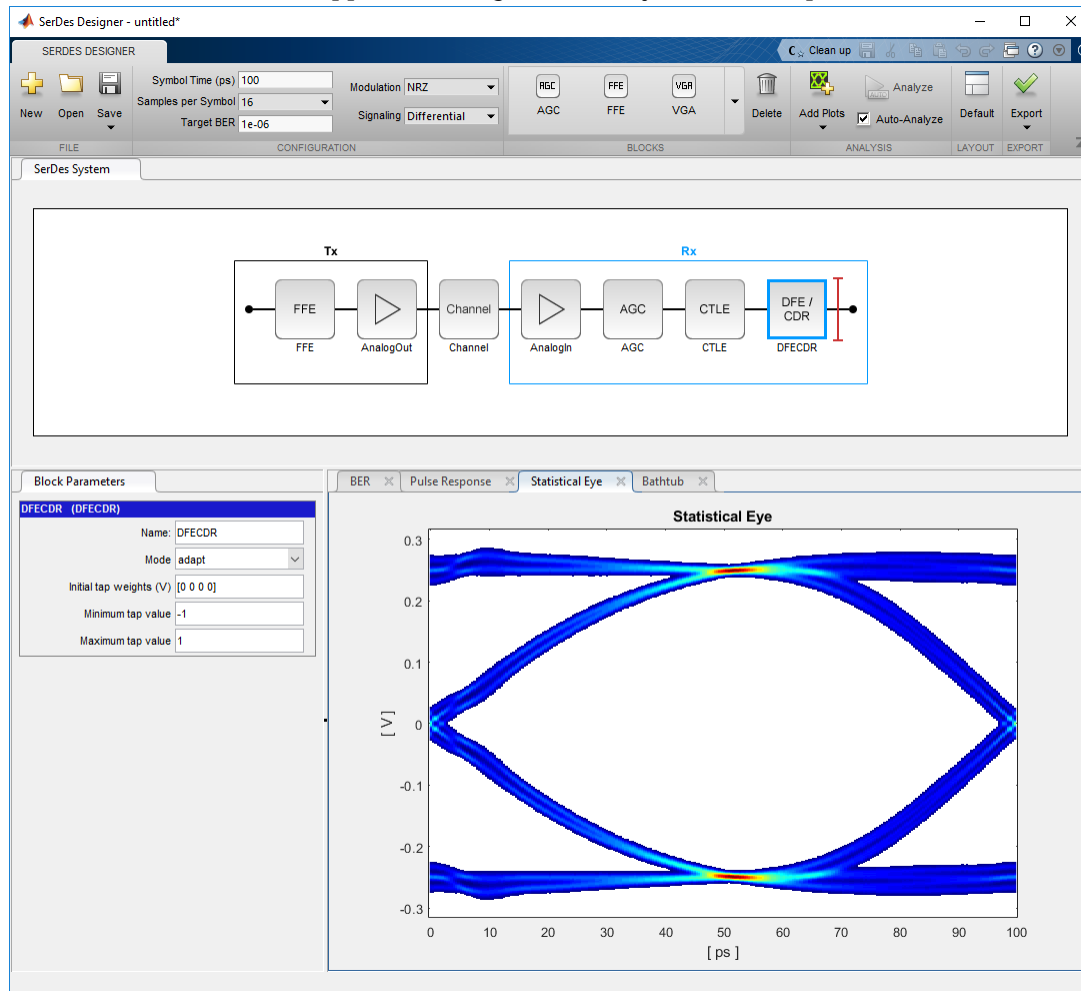 SerDes Designer - untitled*
SERDES DESIGNER
Clean up
New
Open
Save
FILE
Symbol Time (ps) 100
Samples per Symbol 16
Target BER 1e-06
Modulation NRZ
Signaling Differential
CONFIGURATION
AGC
AGC
FFE
FFE
VGA
VGA
BLOCKS
Delete
Add Plots
AUTO
Analyze
Auto-Analyze
ANALYSIS
Default
LAYOUT
Export
EXPORT
SerDes System
Tx
Rx
FFE
Channel
AGC
CTLE
DFE /
CDR
FFE
AnalogOut
Channel
AnalogIn
AGC
CTLE
DFECDR
Block Parameters
DFECDR (DFECDR)
Name: DFECDR
Mode adapt
Initial tap weights (V) [0 0 0 0]
Minimum tap value -1
Maximum tap value 1
BER
Pulse Response
Statistical Eye
Bathtub
Statistical Eye
0.3
0.2
0.1
0
-0.1
-0.2
-0.3
[ V ]
0 10 20 30 40 50 60 70 80 90 100
[ ps ]